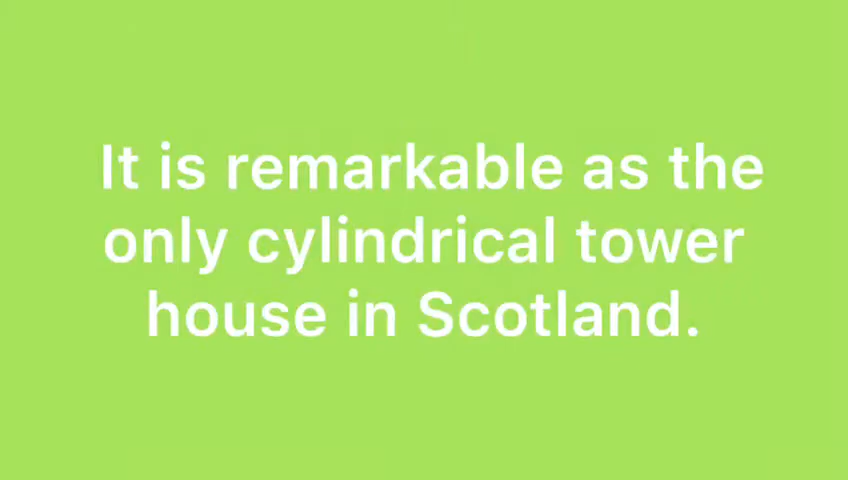 It is remarkable as the
only cylindrical tower
house in Scotland.